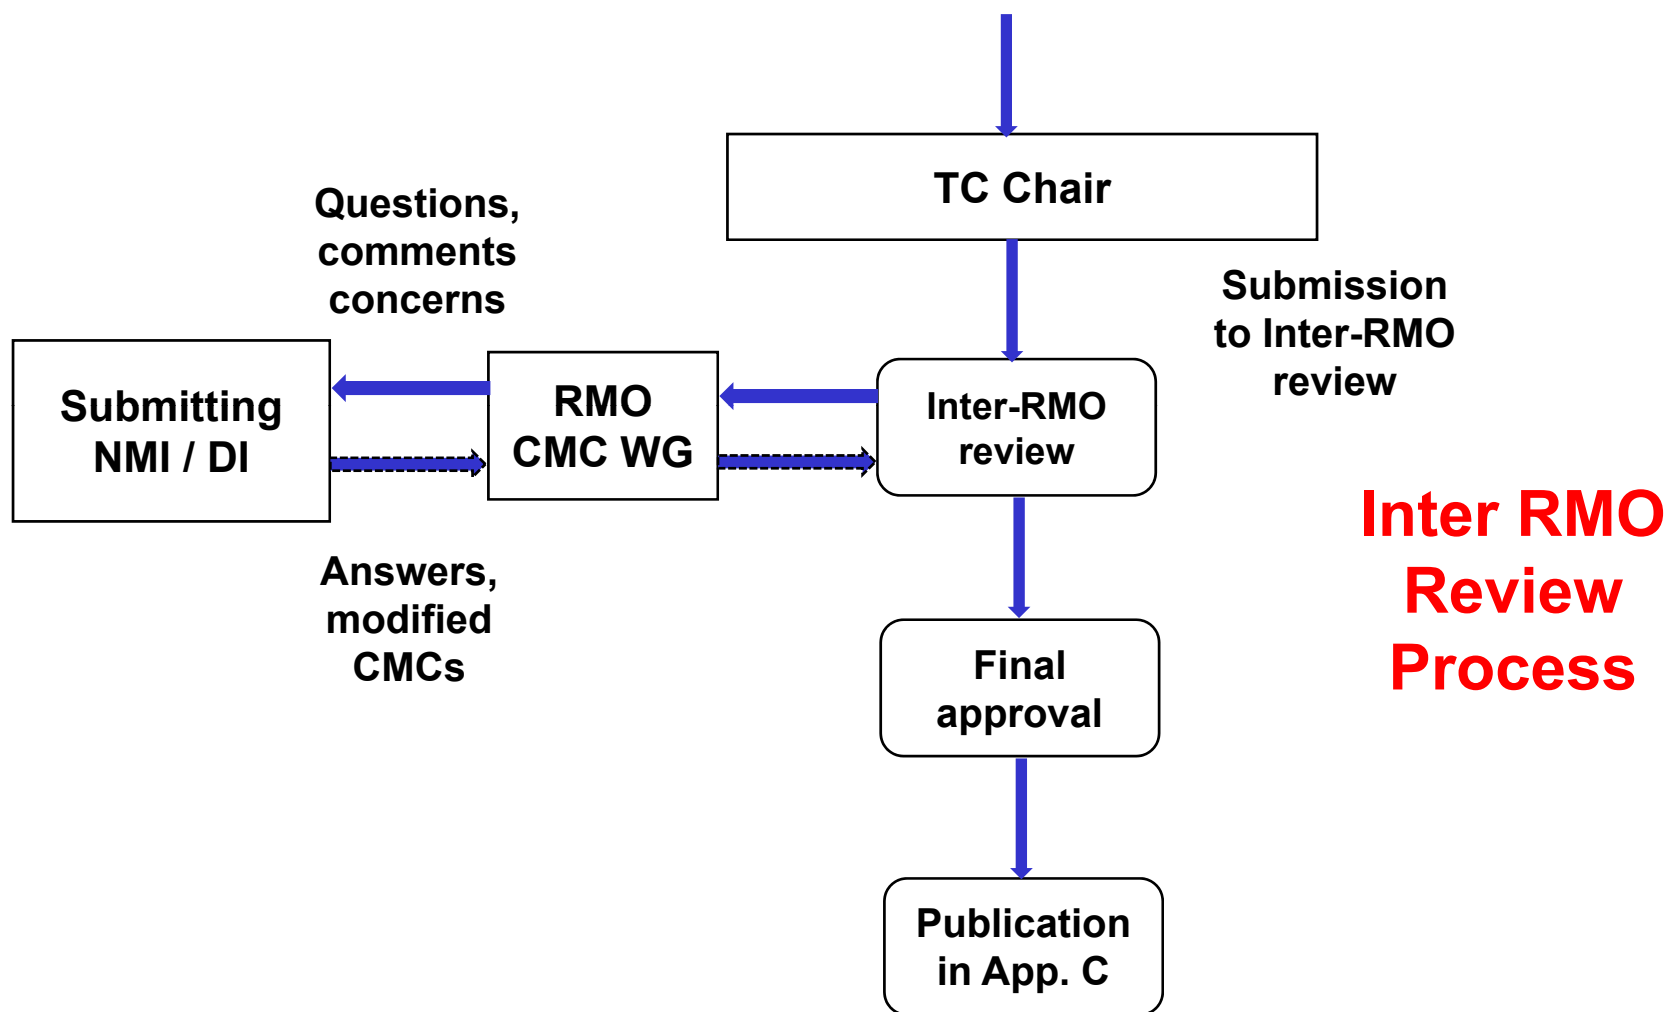 TC Chair
Questions,
comments
concerns
Submission
to Inter-RMO
review
Submitting
NMI / DI
RMO
CMC WG
Inter-RMO
review
Inter RMO
Review
Process
Answers,
modified
CMCs
Final
approval
Publication
in App. C